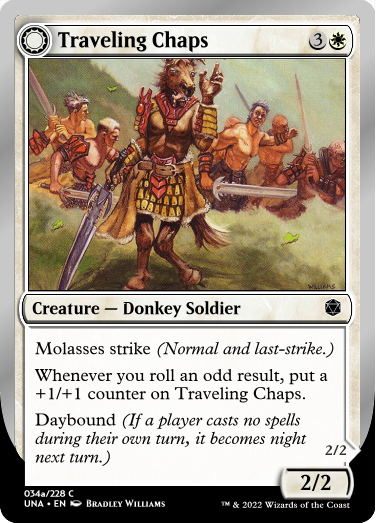 Traveling Chaps 3
WILLIAMS
Creature — Donkey Soldier
Molasses strike (Normal and last-strike.)
Whenever you roll an odd result, put a
+1/+1 counter on Traveling Chaps.
Daybound (If a player casts no spells
during their own turn, it becomes night
next turn.)
2/2
2/2
034a/228 C
UNA • EN Bradley Williams
™ & © 2022 Wizards of the Coast